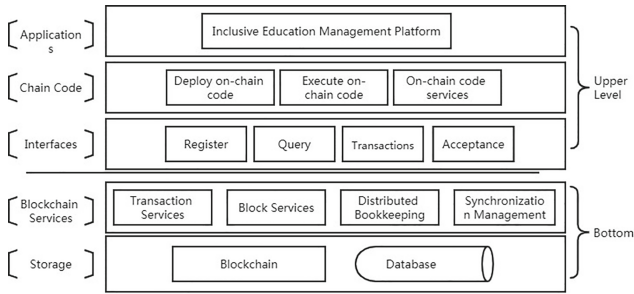 Application
s
Inclusive Education Management Platform
Chain Code
Deploy on-chain
code
Execute on-
chain code
On-chain code
services
Upper
Level
Interfaces
Register
Query
Transactions
Acceptance
Blockchain
Services
Transaction
Services
Block Services
Distributed
Bookkeeping
Synchronizatio
n Management
Bottom
Storage
Blockchain
Database